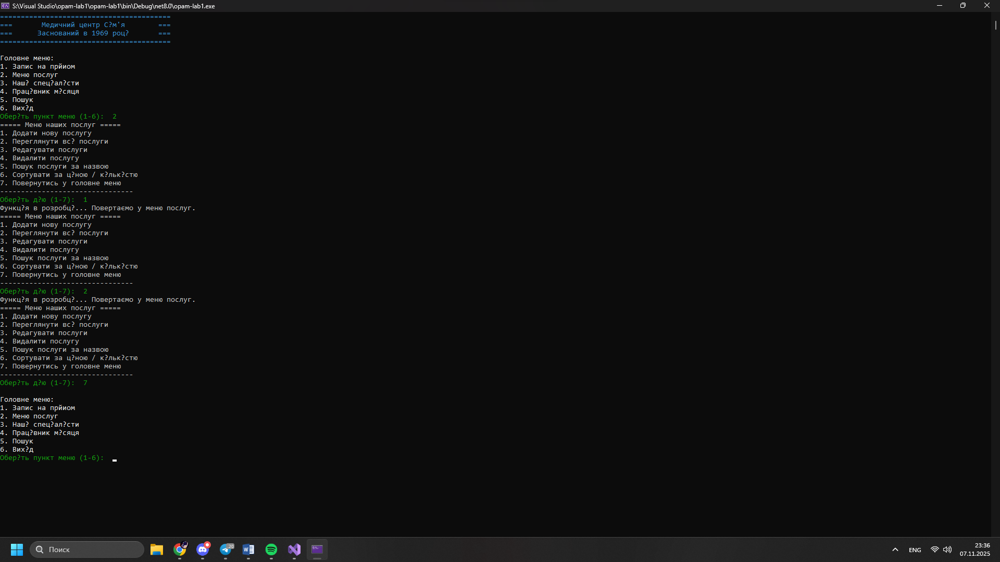 S:\Visual Studio\opam-lab1\opam-lab1\bin\Debug\net8.0\opam-lab1.exe
=========================================
===       Медичний центр С?м'я        ===
===      Заснований в 1969 роц?       ===
=========================================
Головне меню:
1. Запис на прйиом
2. Меню послуг
3. Наш? спец?ал?сти
4. Прац?вник м?сяця
5. Пошук
6. Вих?д
Обер?ть пункт меню (1-6):  2
===== Меню наших послуг =====
1. Додати нову послугу
2. Переглянути вс? послуги
3. Редагувати послуги
4. Видалити послугу
5. Пошук послуги за назвою
6. Сортувати за ц?ною / к?льк?стю
7. Повернутись у головне меню
--------------------------------
Обер?ть д?ю (1-7):  1
Функц?я в розробц?... Повертаємо у меню послуг.
===== Меню наших послуг =====
1. Додати нову послугу
2. Переглянути вс? послуги
3. Редагувати послуги
4. Видалити послугу
5. Пошук послуги за назвою
6. Сортувати за ц?ною / к?льк?стю
7. Повернутись у головне меню
--------------------------------
Обер?ть д?ю (1-7):  2
Функц?я в розробц?... Повертаємо у меню послуг.
===== Меню наших послуг =====
1. Додати нову послугу
2. Переглянути вс? послуги
3. Редагувати послуги
4. Видалити послугу
5. Пошук послуги за назвою
6. Сортувати за ц?ною / к?льк?стю
7. Повернутись у головне меню
--------------------------------
Обер?ть д?ю (1-7):  7
Головне меню:
1. Запис на прйиом
2. Меню послуг
3. Наш? спец?ал?сти
4. Прац?вник м?сяця
5. Пошук
6. Вих?д
Обер?ть пункт меню (1-6):
Поиск
20
ENG
23:36
07.11.2025